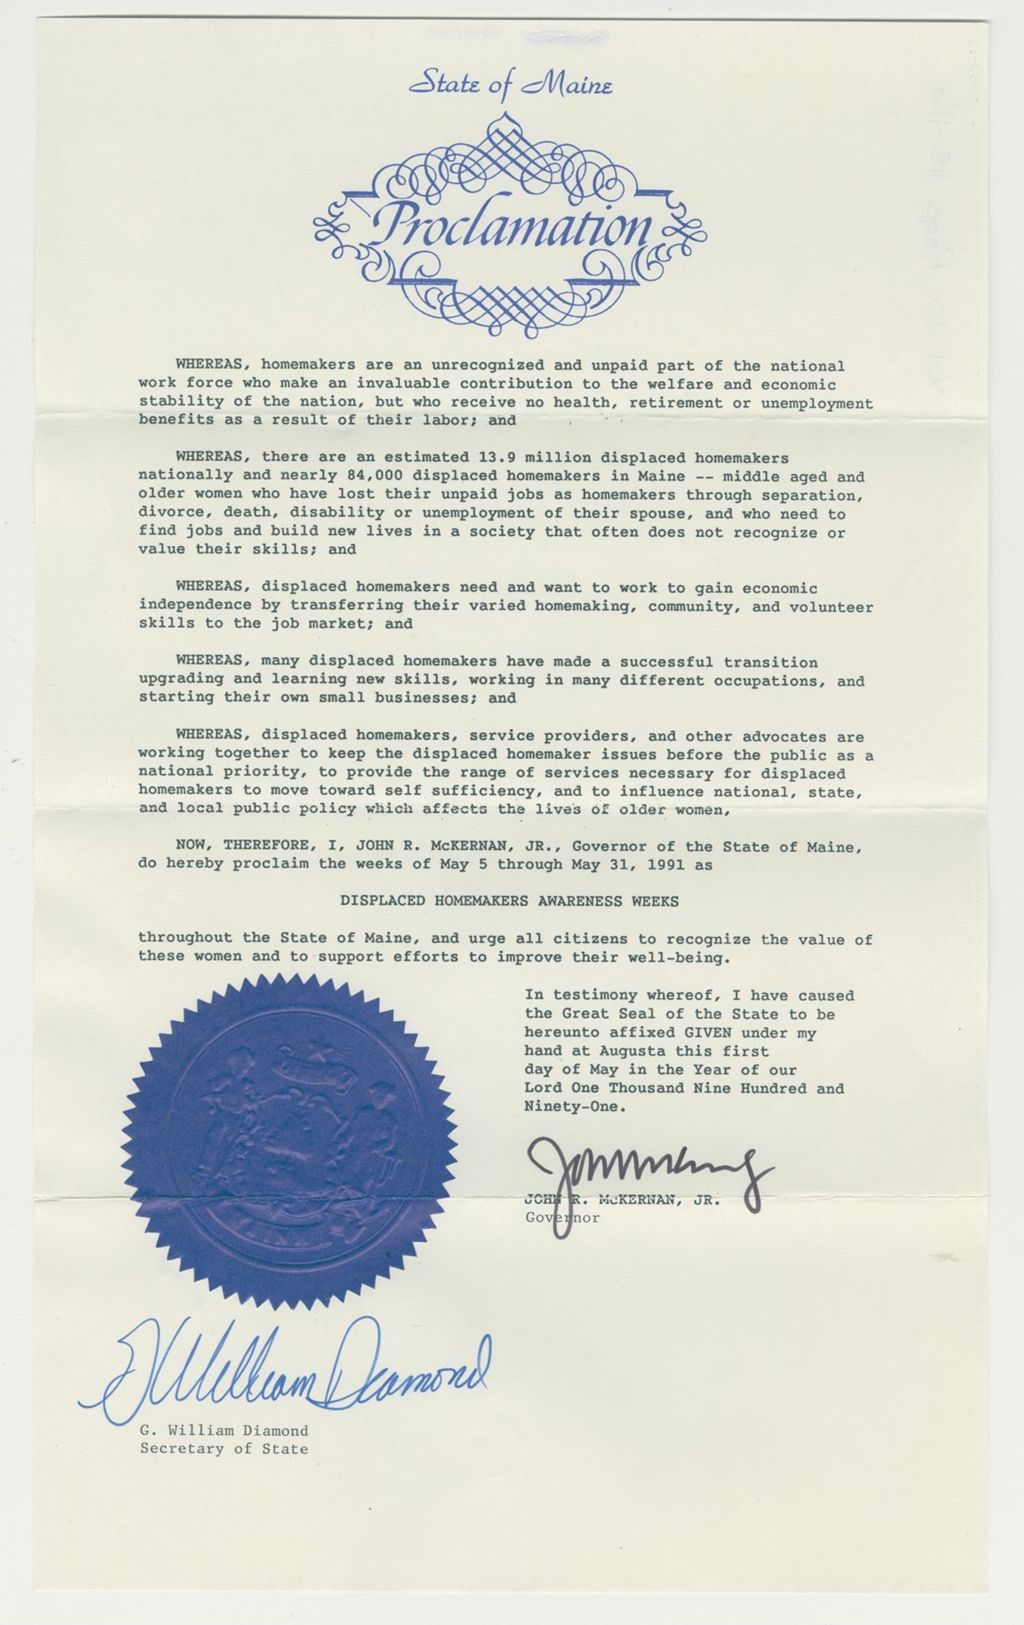 State of Maine
Proclamation
WHEREAS, homemakers are an unrecognized and unpaid part of the national
work force who make an invaluable contribution to the welfare and economic
stability of the nation, but who receive no health, retirement or unemployment
benefits as a result of their labor; and
WHEREAS, there are an estimated 13.9 million displaced homemakers
nationally and nearly 84,000 displaced homemakers in Maine -- middle aged and
older women who have lost their unpaid jobs as homemakers through separation,
divorce, death, disability or unemployment of their spouse, and who need to
find jobs and build new lives in a society that often does not recognize or
value their skills; and
WHEREAS, displaced homemakers need and want to work to gain economic
independence by transferring their varied homemaking, community, and volunteer
skills to the job market; and
WHEREAS, many displaced homemakers have made a successful transition
upgrading and learning new skills, working in many different occupations, and
starting their own small businesses; and
WHEREAS, displaced homemakers, service providers, and other advocates are
working together to keep the displaced homemaker issues before the public as a
national priority, to provide the range of services necessary for displaced
homemakers to move toward self sufficiency, and to influence national, state,
and local public policy which affects the lives of older women,
NOW, THEREFORE, I, JOHN R. McKERNAN, JR., Governor of the State of Maine,
do hereby proclaim the weeks of May 5 through May 31, 1991 as
DISPLACED HOMEMAKERS AWARENESS WEEKS
throughout the State of Maine, and urge all citizens to recognize the value of
these women and to support efforts to improve their well-being.
In testimony whereof, I have caused
the Great Seal of the State to be
hereunto affixed GIVEN under my
hand at Augusta this first
day of May in the Year of our
Lord One Thousand Nine Hundred and
Ninety-One.
JOHN R. McKERNAN, JR.
Governor
G William Diamond
G. William Diamond
Secretary of State